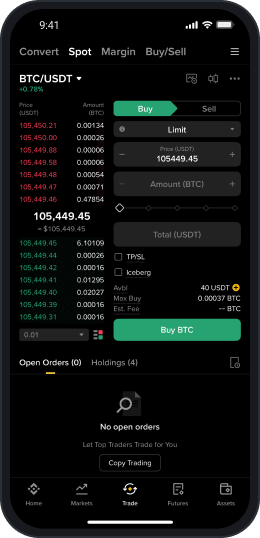 9:41
Convert Spot Margin Buy/Sell
BTC/USDT
+0.78%
Price (USDT) Amount (BTC)
105,450.21 0.00134
105,450.00 0.00026
105,449.88 0.00006
105,449.58 0.00006
105,449.48 0.00054
105,449.47 0.00071
105,449.46 0.47854
105,449.45
≈ $105,449.45
105,449.45 6.10109
105,449.44 0.00026
105,449.42 0.00016
105,449.41 0.01295
105,449.40 0.02027
105,449.39 0.00016
105,449.31 0.00016
0.01
Buy Sell
Limit
Price (USDT)
− 105449.45 +
− Amount (BTC) +
Total (USDT)
TP/SL
Iceberg
Avbl 40 USDT
Max Buy 0.00037 BTC
Est. Fee -- BTC
Buy BTC
Open Orders (0) Holdings (4)
No open orders
Let Top Traders Trade for You
Copy Trading
Home Markets Trade Futures Assets